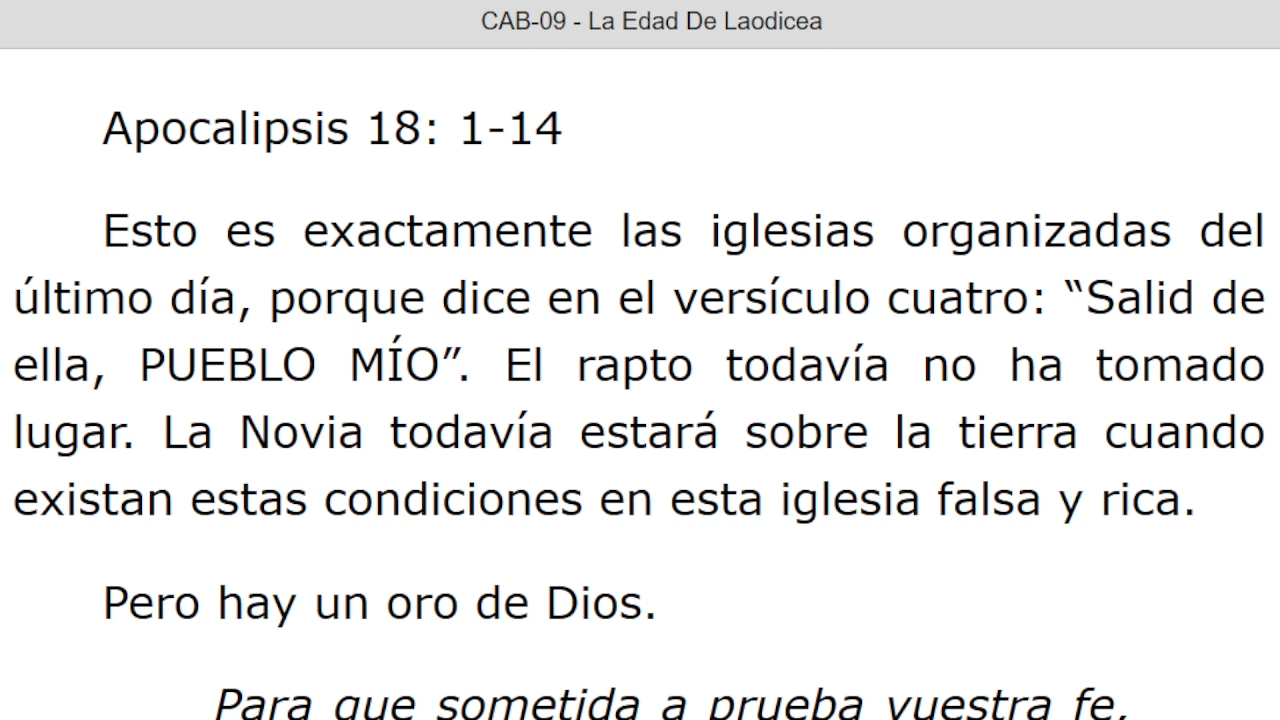 CAB-09 - La Edad De Laodicea
Apocalipsis 18: 1-14
Esto es exactamente las iglesias organizadas del
último día, porque dice en el versículo cuatro: “Salid de
ella, PUEBLO MÍO”. El rapto todavía no ha tomado
lugar. La Novia todavía estará sobre la tierra cuando
existan estas condiciones en esta iglesia falsa y rica.
Pero hay un oro de Dios.
Para que sometida a prueba vuestra fe,